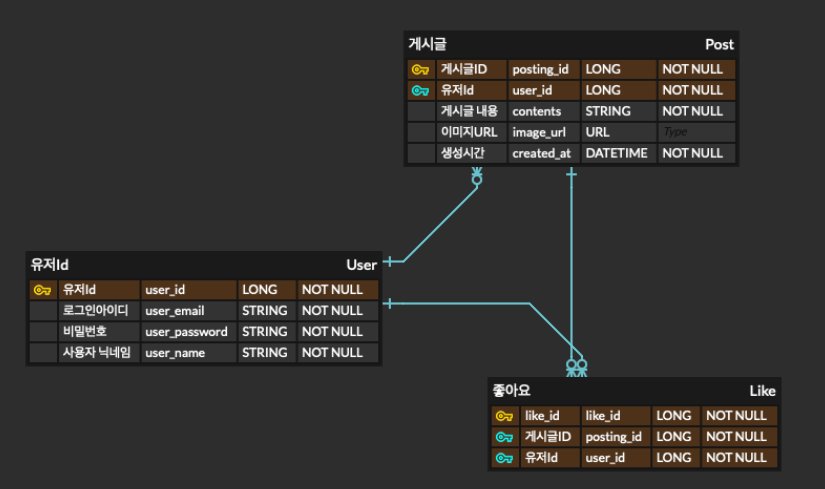 게시글 Post
게시글ID posting_id LONG NOT NULL
유저Id user_id LONG NOT NULL
게시글 내용 contents STRING NOT NULL
이미지URL image_url URL Type
생성시간 created_at DATETIME NOT NULL
유저Id User
유저Id user_id LONG NOT NULL
로그인아이디 user_email STRING NOT NULL
비밀번호 user_password STRING NOT NULL
사용자 닉네임 user_name STRING NOT NULL
좋아요 Like
like_id like_id LONG NOT NULL
게시글ID posting_id LONG NOT NULL
유저Id user_id LONG NOT NULL